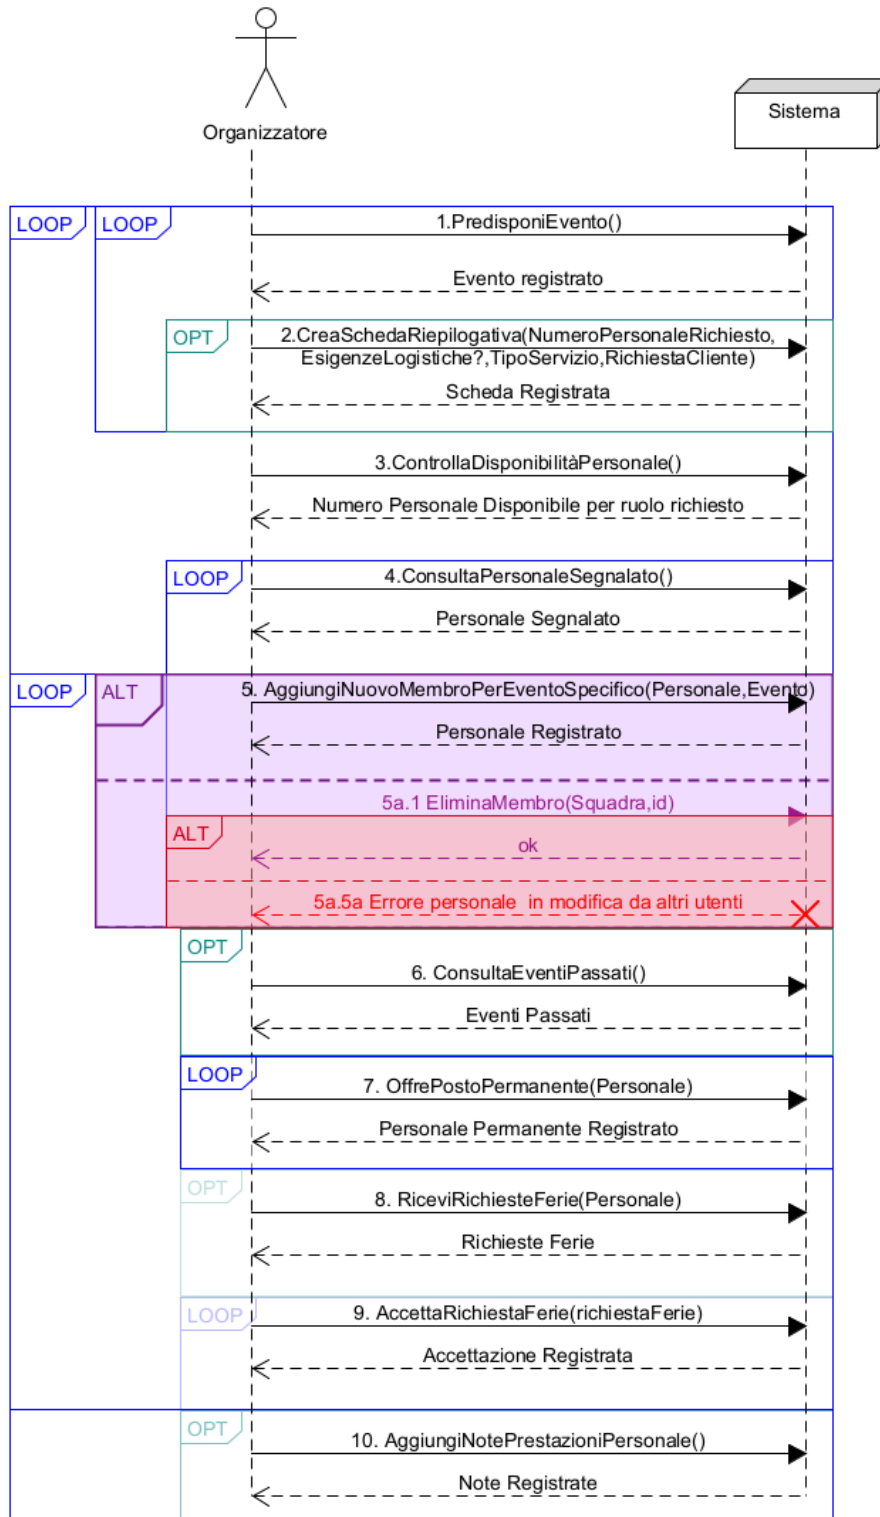 Organizzatore
Sistema
LOOP
LOOP
1.PredisponiEvento()
Evento registrato
OPT
2.CreaSchedaRiepilogativa(NumeroPersonaleRichiesto,
EsigenzeLogistiche?,TipoServizio,RichiestaCliente)
Scheda Registrata
3.ControllaDisponibilitàPersonale()
Numero Personale Disponibile per ruolo richiesto
LOOP
4.ConsultaPersonaleSegnalato()
Personale Segnalato
LOOP
ALT
5. AggiungiNuovoMembroPerEventoSpecifico(Personale,Evento)
Personale Registrato
5a.1 EliminaMembro(Squadra,id)
ALT
ok
5a.5a Errore personale in modifica da altri utenti
OPT
6. ConsultaEventiPassati()
Eventi Passati
LOOP
7. OffrePostoPermanente(Personale)
Personale Permanente Registrato
OPT
8. RiceviRichiesteFerie(Personale)
Richieste Ferie
LOOP
9. AccettaRichiestaFerie(richiestaFerie)
Accettazione Registrata
OPT
10. AggiungiNotePrestazioniPersonale()
Note Registrate